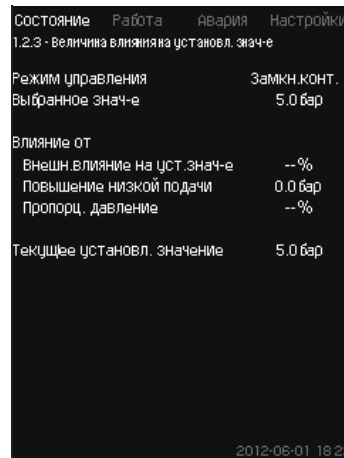 Состояние Работа Авария Настройки
1.2.3 - Величина влияния на установл. знач-е
Режим управления Замкн.конт.
Выбранное знач-е 5.0 бар
Влияние от
Внешн.влияние на уст.знач-е --%
Повышение низкой подачи 0.0 бар
Пропорц. давление --%
Текущее установл. значение 5.0 бар
2012-06-01 18:2